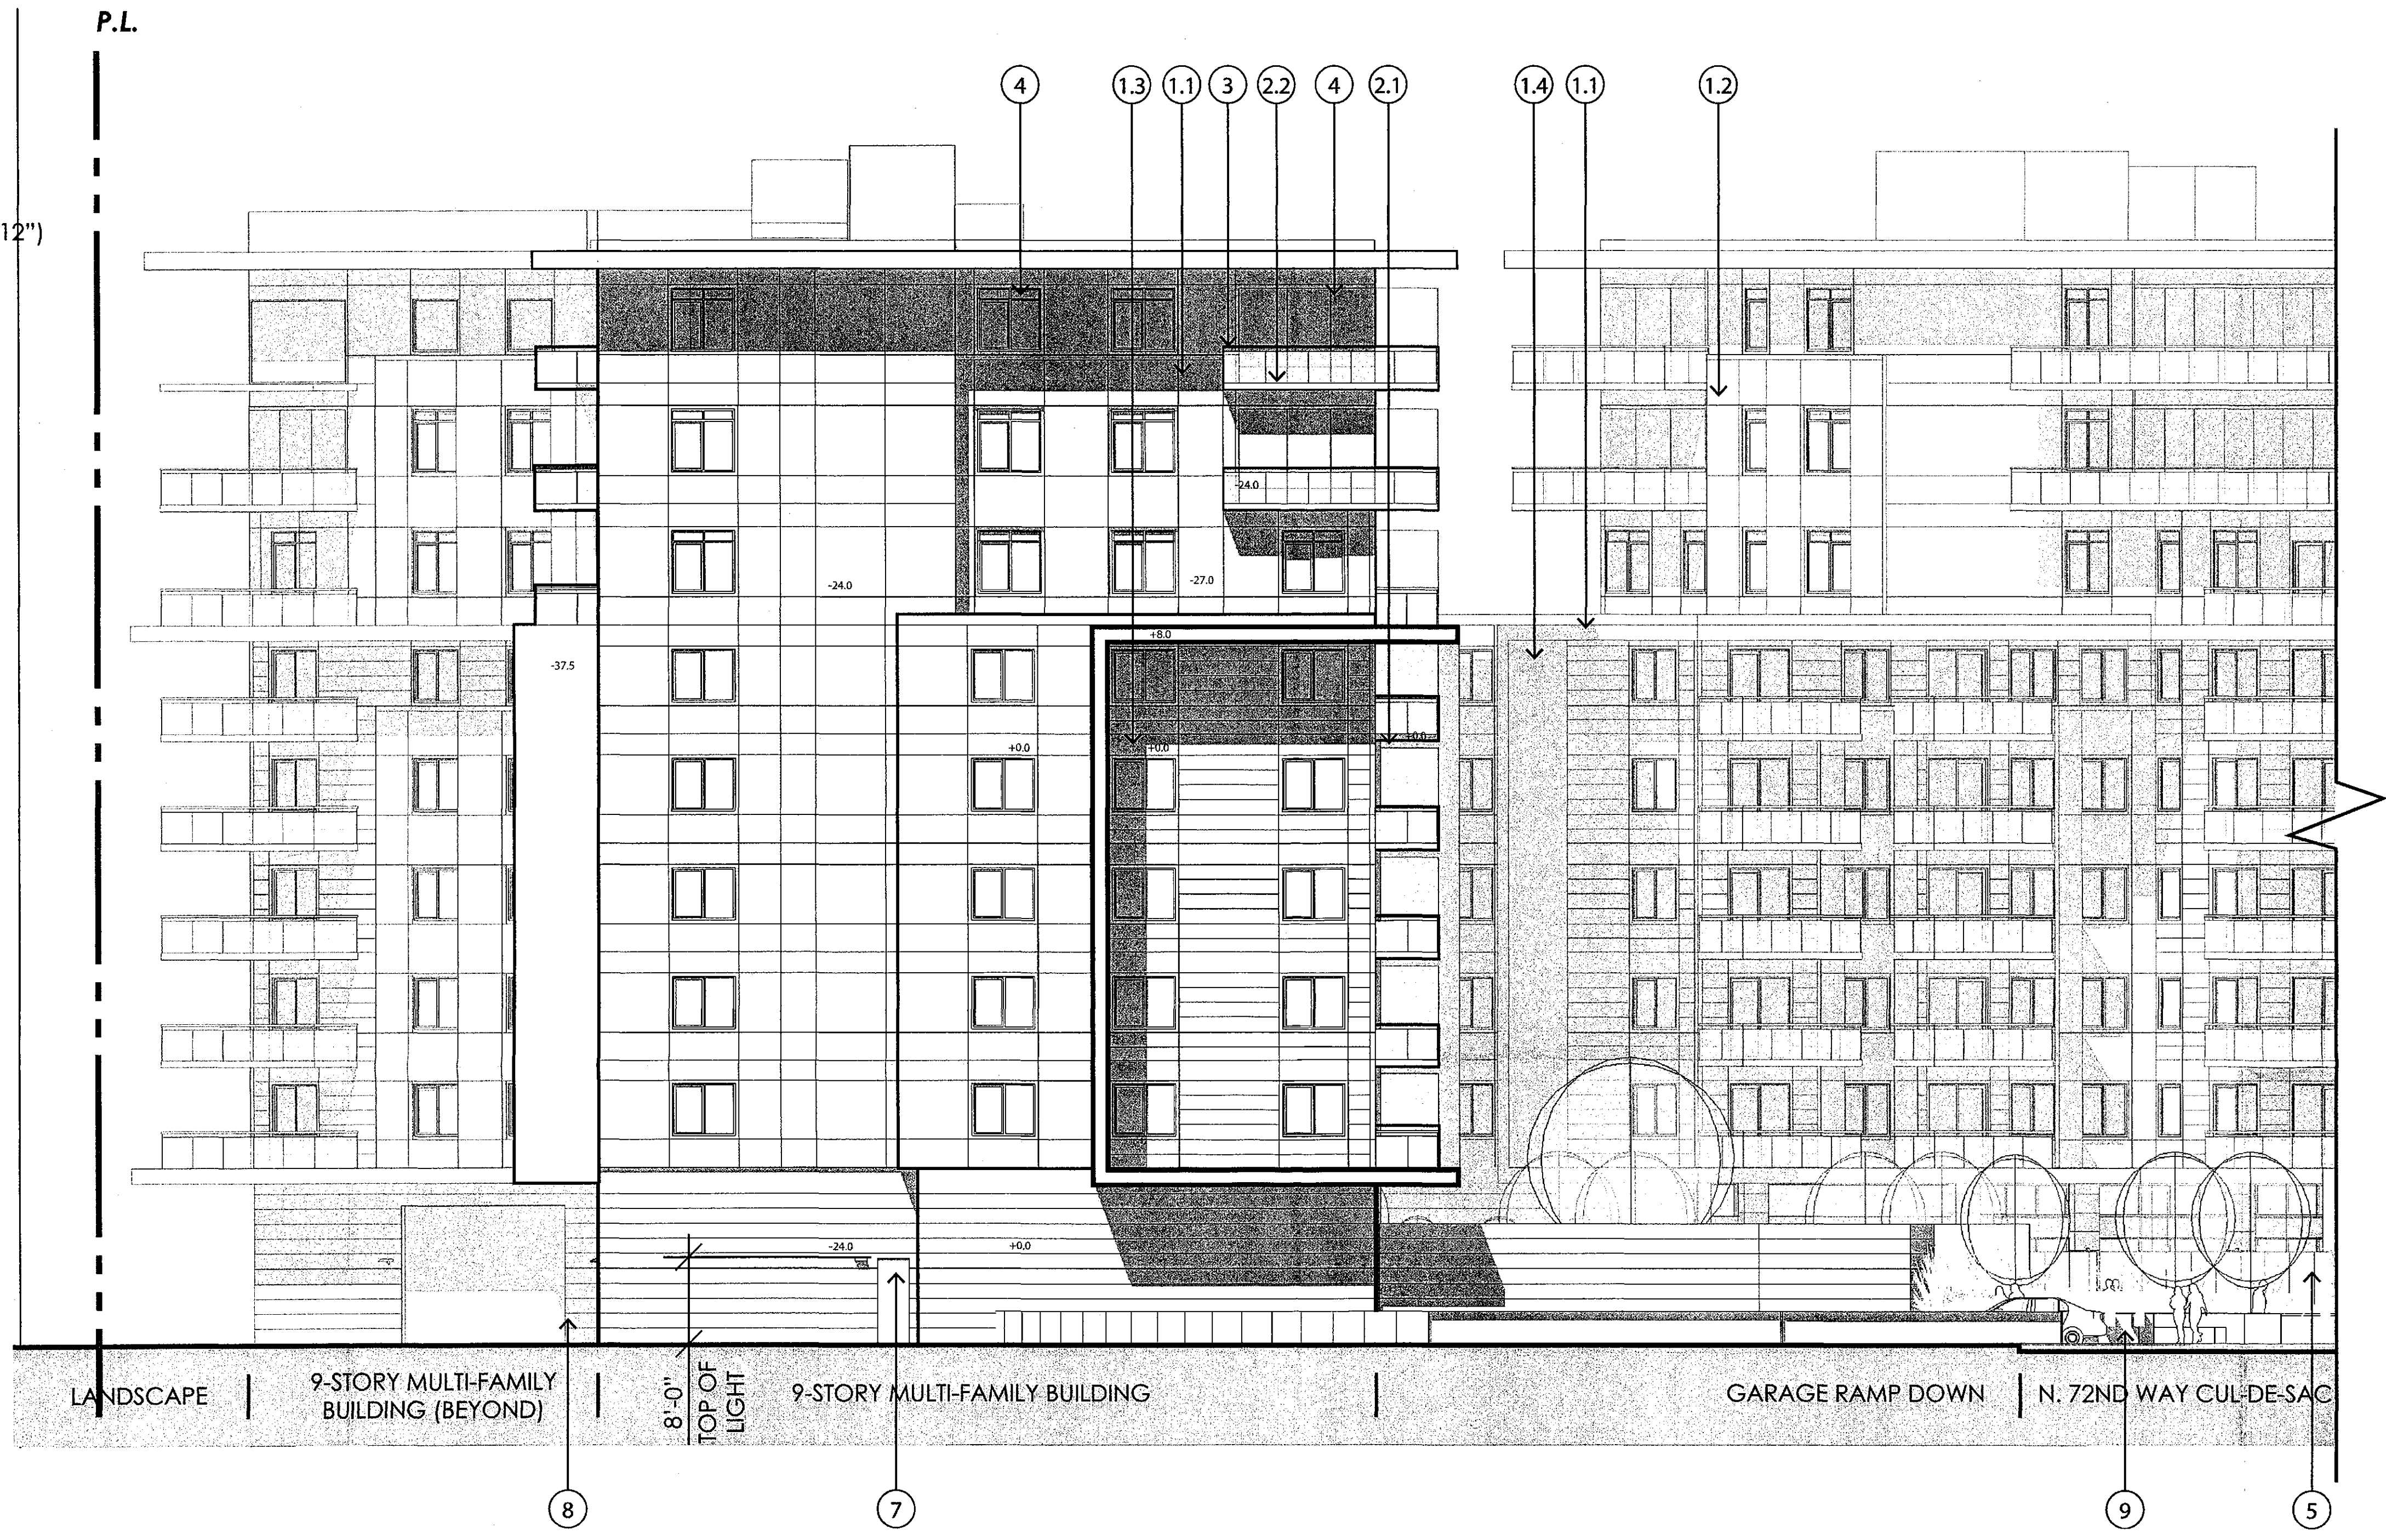 P.L.
4 1.3 1.1 3 2.2 4 2.1 1.4 1.1 1.2
12")
-24.0
-24.0
-27.0
+8.0
-37.5
+0.0
+0.0
+0.0
-24.0
+0.0
LANDSCAPE
9-STORY MULTI-FAMILY
BUILDING (BEYOND)
8'-0"
TOP OF
LIGHT
9-STORY MULTI-FAMILY BUILDING
GARAGE RAMP DOWN
N. 72ND WAY CUL-DE-SAC
8 7 9 5